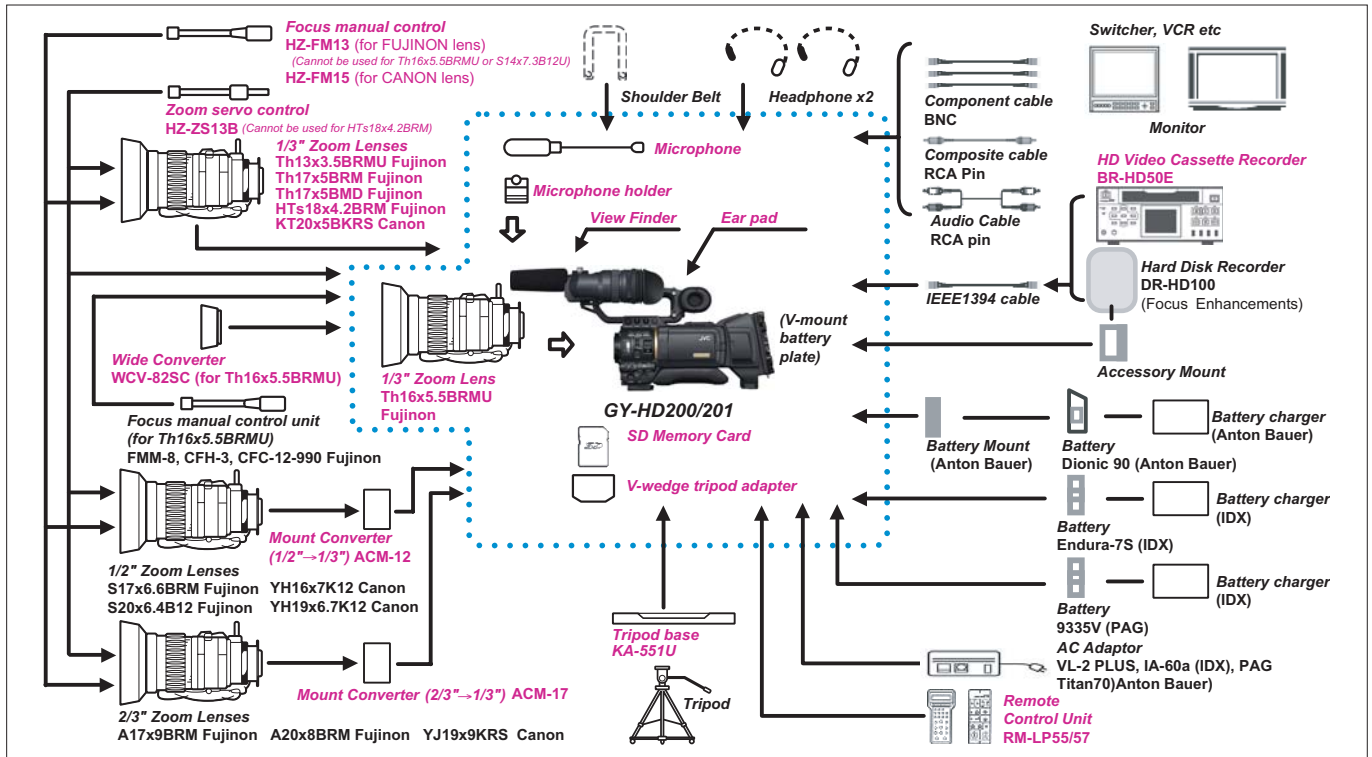 Focus manual control
HZ-FM13 (for FUJINON lens)
(Cannot be used for Th16x5.5BRMU or S14x7.3B12U)
HZ-FM15 (for CANON lens)
Zoom servo control
HZ-ZS13B (Cannot be used for HTs18x4.2BRM)
1/3" Zoom Lenses
Th13x3.5BRMU Fujinon
Th17x5BRM Fujinon
Th17x5BMD Fujinon
HTs18x4.2BRM Fujinon
KT20x5BKRS Canon
Shoulder Belt
Headphone x2
Microphone
Microphone holder
View Finder
Ear pad
Component cable
BNC
Composite cable
RCA Pin
Audio Cable
RCA pin
Switcher, VCR etc
Monitor
HD Video Cassette Recorder
BR-HD50E
Hard Disk Recorder
DR-HD100
(Focus Enhancements)
IEEE1394 cable
Accessory Mount
(V-mount
battery
plate)
JVC
Wide Converter
WCV-82SC (for Th16x5.5BRMU)
1/3" Zoom Lens
Th16x5.5BRMU
Fujinon
GY-HD200/201
SD Memory Card
V-wedge tripod adapter
Focus manual control unit
(for Th16x5.5BRMU)
FMM-8, CFH-3, CFC-12-990 Fujinon
Mount Converter
(1/2"→1/3") ACM-12
1/2" Zoom Lenses
S17x6.6BRM Fujinon YH16x7K12 Canon
S20x6.4B12 Fujinon YH19x6.7K12 Canon
Mount Converter (2/3"→1/3") ACM-17
2/3" Zoom Lenses
A17x9BRM Fujinon A20x8BRM Fujinon YJ19x9KRS Canon
Tripod base
KA-551U
Tripod
Battery Mount
(Anton Bauer)
Battery
Dionic 90 (Anton Bauer)
Battery charger
(Anton Bauer)
Battery
Endura-7S (IDX)
Battery charger
(IDX)
Battery
9335V (PAG)
Battery charger
(IDX)
AC Adaptor
VL-2 PLUS, IA-60a (IDX), PAG
Titan70)Anton Bauer)
Remote
Control Unit
RM-LP55/57